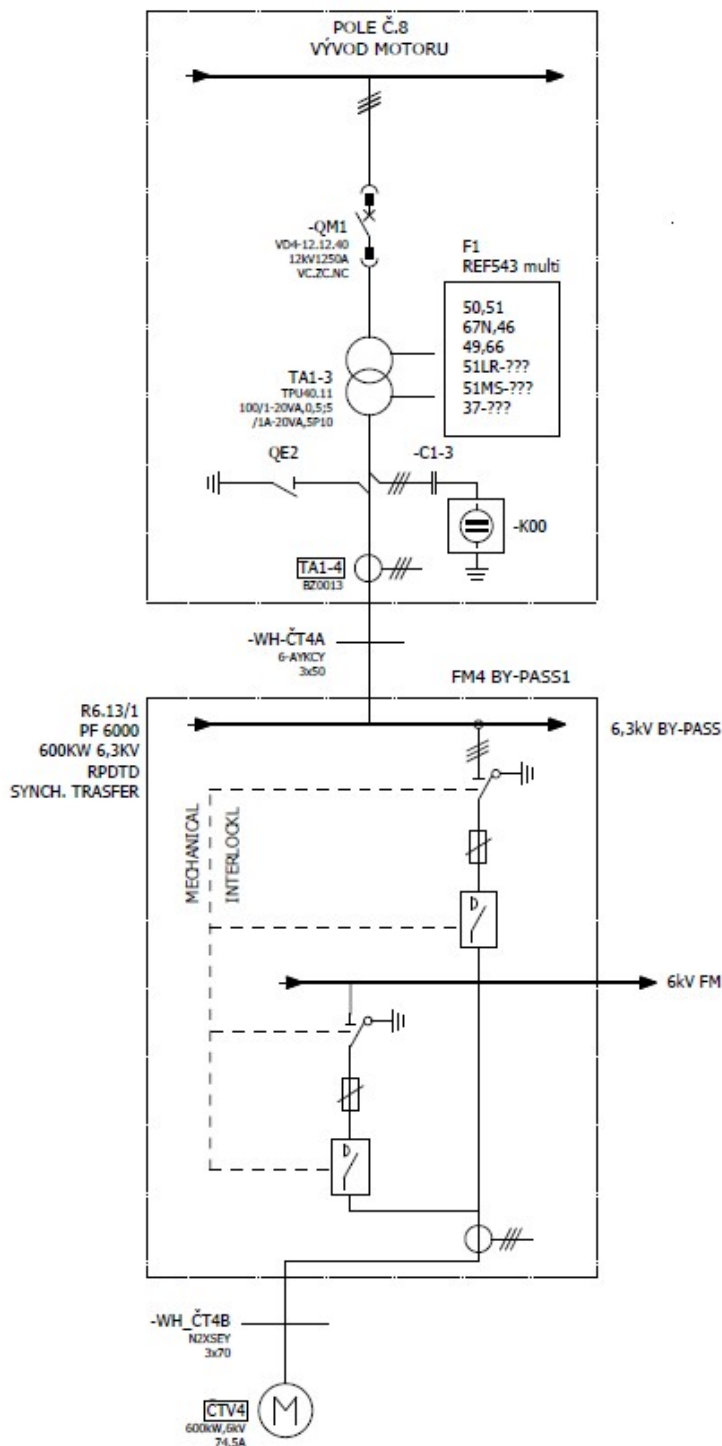 POLE Č.8
VÝVOD MOTORU
-QM1
VD4-12.12.40
12kV1250A
VC.ZC.NC
F1
REF543 multi
50,51
67N,46
49,66
51LR-???
51MS-???
37-???
TA1-3
TPU40.11
100/1-20VA,0,5;5
/1A-20VA,5P10
QE2
-C1-3
-K00
TA1-4
BZ0013
-WH-ČT4A
6-AYKCY
3x50
FM4 BY-PASS1
R6.13/1
PF 6000
600KW 6,3KV
RPDTD
SYNCH. TRASFER
6,3kV BY-PASS
MECHANICAL
INTERLOCKL
6kV FM
-WH_ČT4B
N2XSEY
3x70
ČTV4
M
600kW,6kV
74,5A